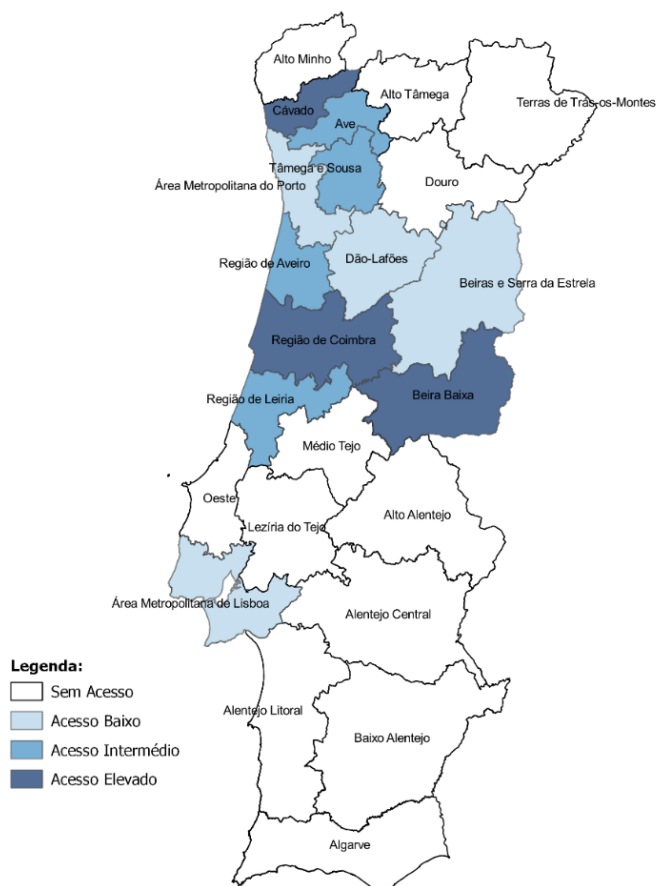 Alto Minho
Alto Tâmega
Terras de Trás-os-Montes
Cávado
Ave
Tâmega e Sousa
Área Metropolitana do Porto
Douro
Região de Aveiro
Dão-Lafões
Beiras e Serra da Estrela
Região de Coimbra
Região de Leiria
Beira Baixa
Médio Tejo
Oeste
Lezíria do Tejo
Alto Alentejo
Área Metropolitana de Lisboa
Alentejo Central
Legenda:
Sem Acesso
Acesso Baixo
Acesso Intermédio
Acesso Elevado
Alentejo Litoral
Baixo Alentejo
Algarve